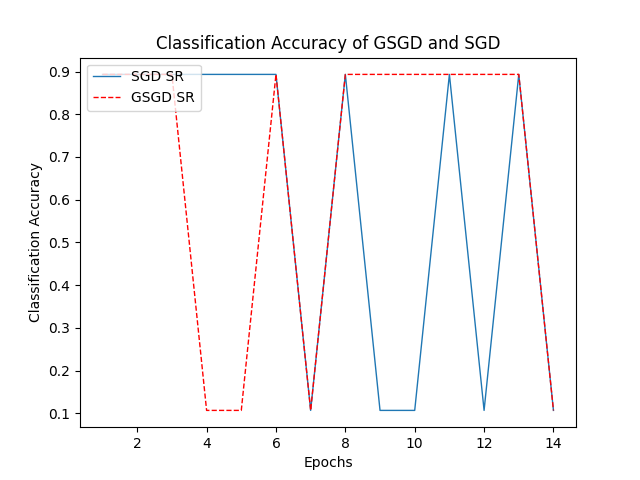 Classification Accuracy of GSGD and SGD
SGD SR
GSGD SR
Classification Accuracy
0.9
0.8
0.7
0.6
0.5
0.4
0.3
0.2
0.1
2 4 6 8 10 12 14
Epochs